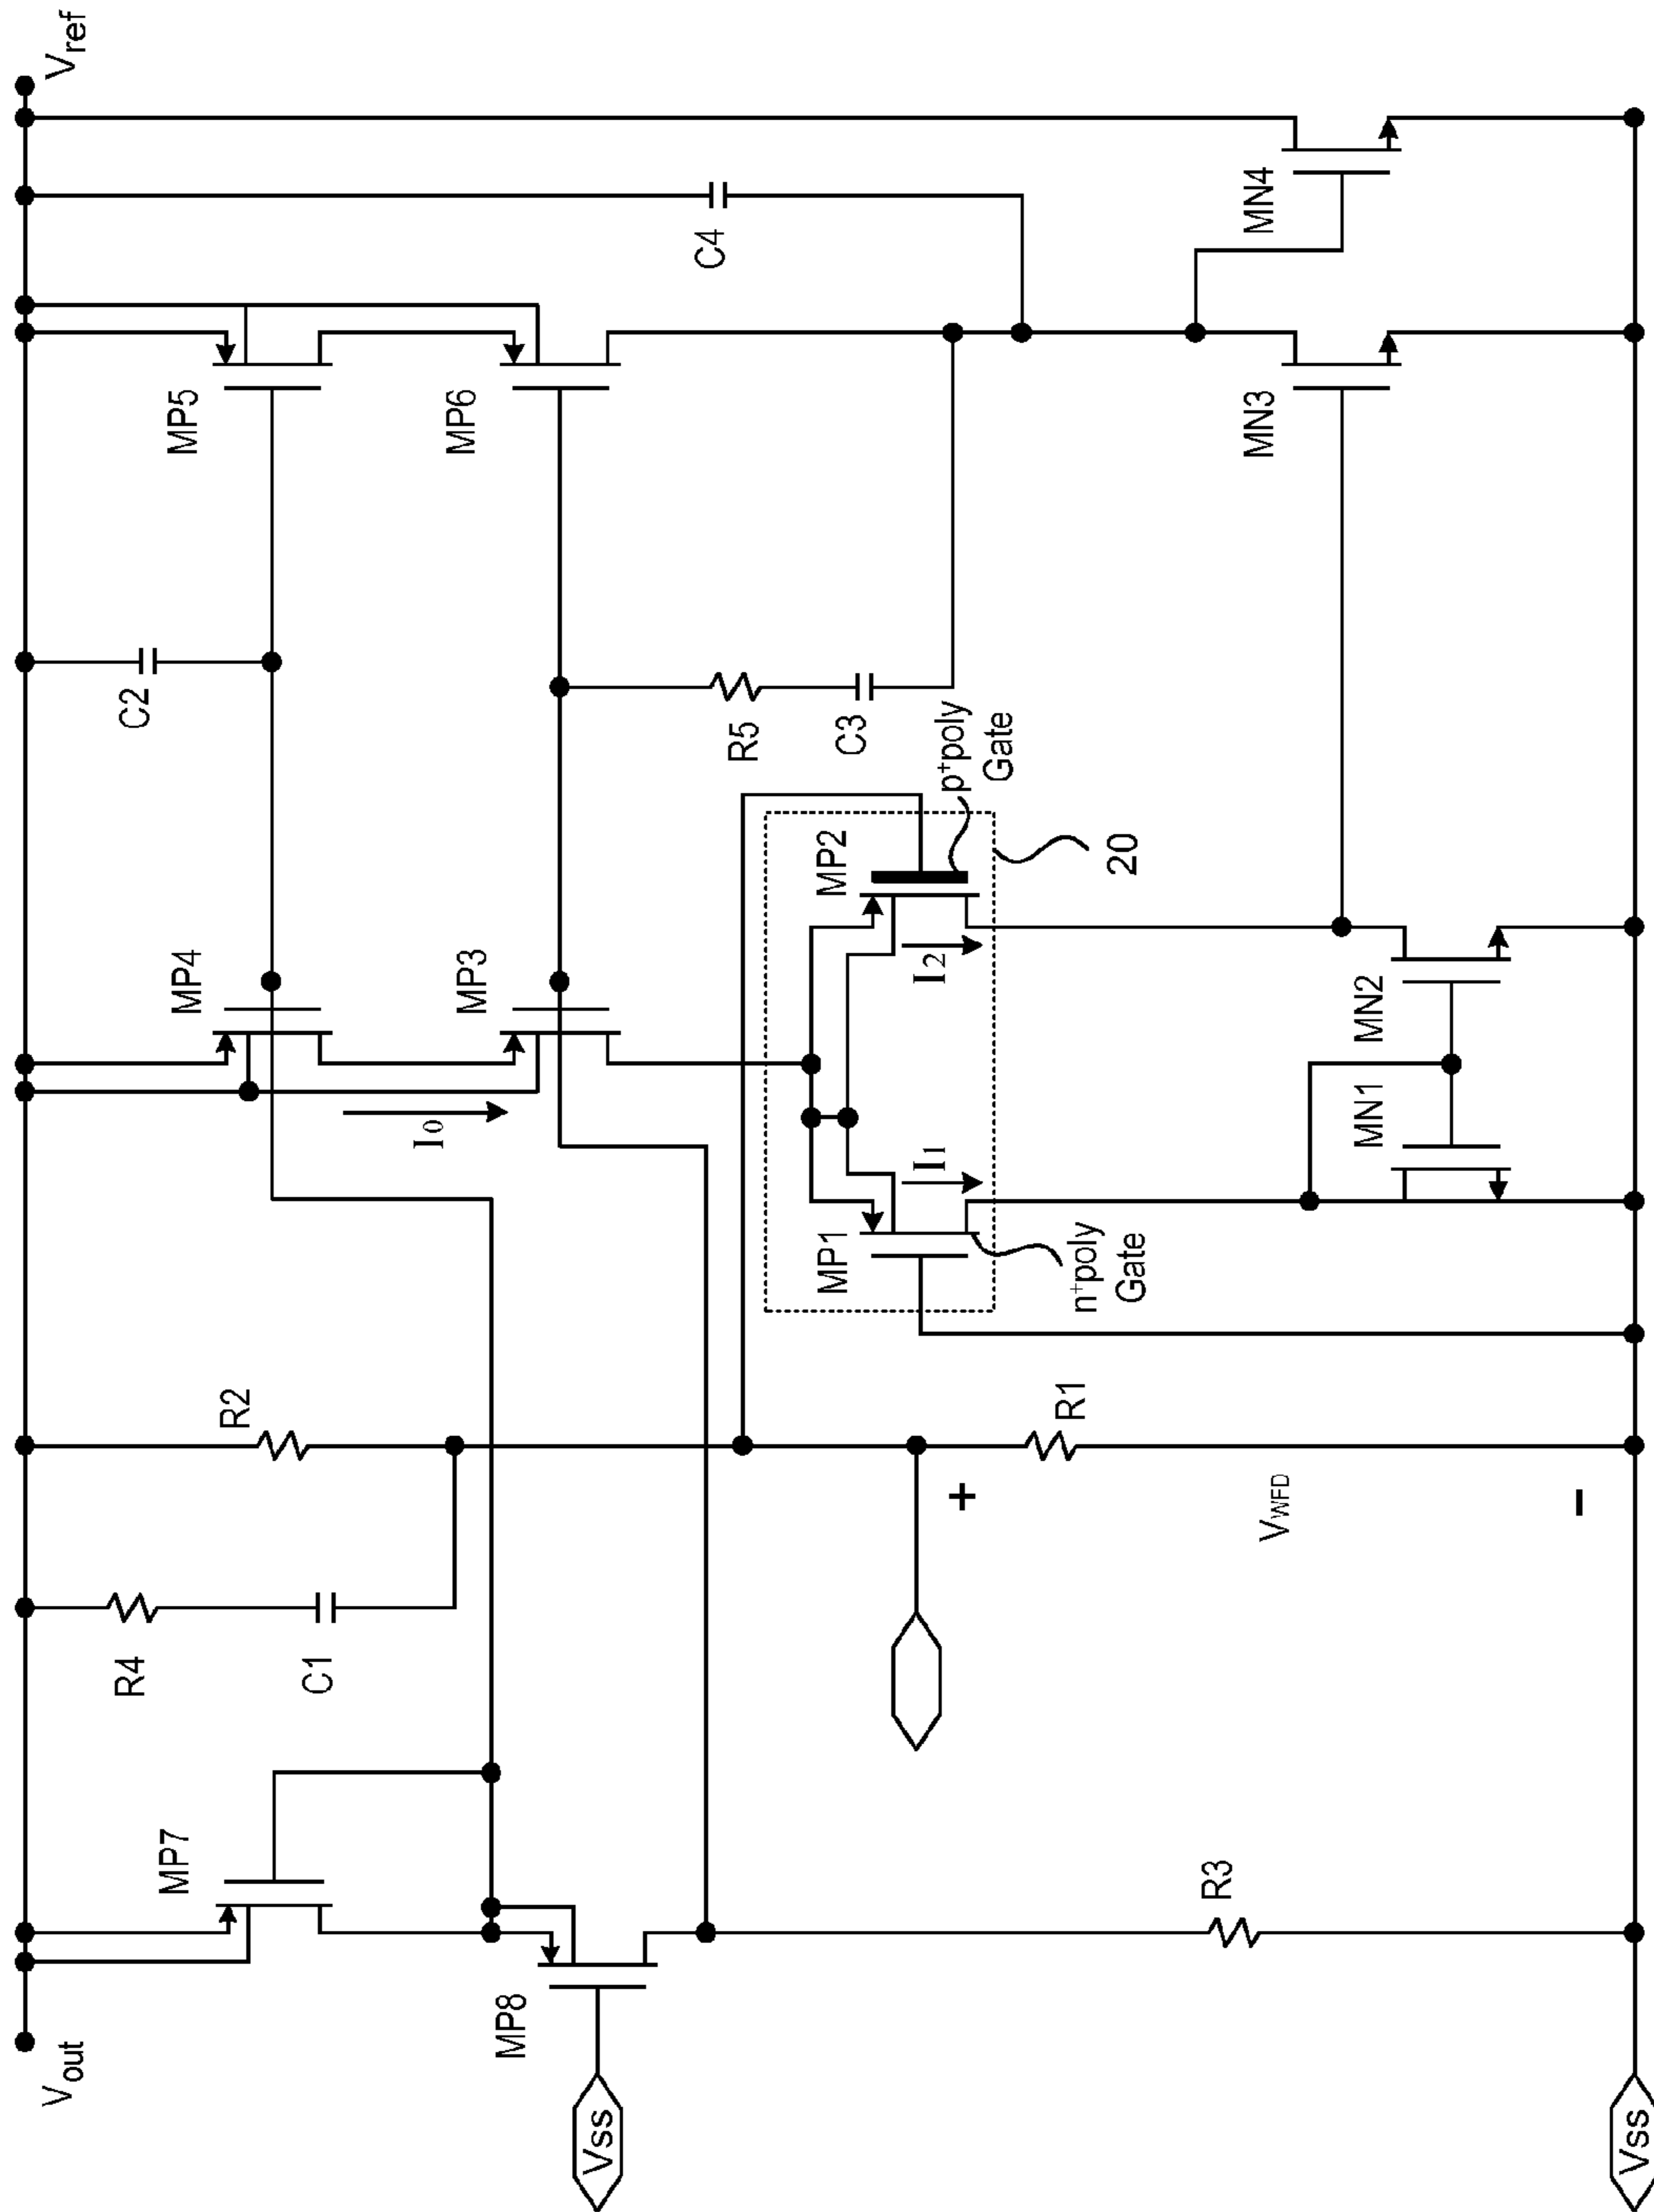 Vout
Vref
MP7
R4
R2
C1
MP4
C2
MP5
C4
I0
MP3
MP6
MP8
Vss
R5
C3
MP1
n+poly
Gate
I1
MP2
I2
p+poly
Gate
20
+
R1
VWFD
–
R3
MN1
MN2
MN3
MN4
Vss